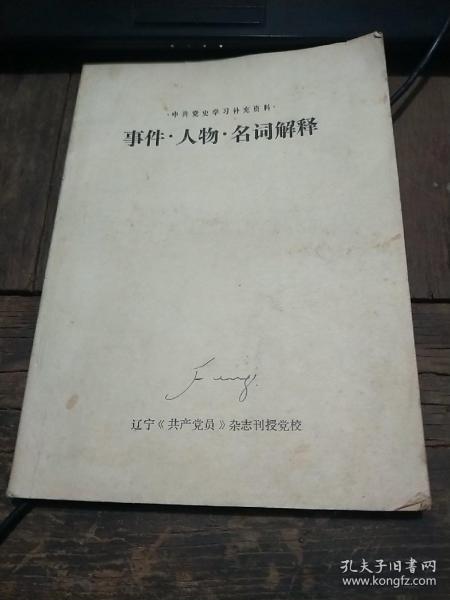 ·中共党史学习补充资料·
事件·人物·名词解释
Feng.
辽宁《共产党员》杂志刊授党校
孔夫子旧书网
www.kongfz.com